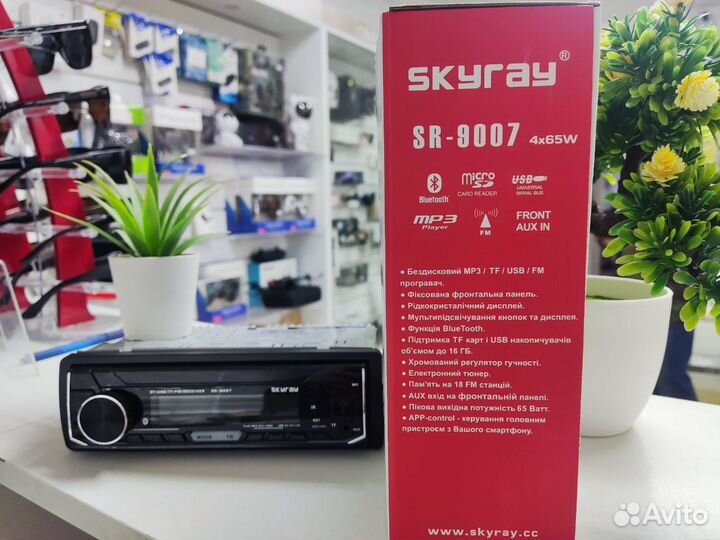 SKYRAY®
SR-9007 4x65W
Bluetooth
micro SD
CARD READER
USB
UNIVERSAL
SERIAL BUS
MP3
Player
FM
FRONT
AUX IN
• Бездисковий MP3 / TF / USB / FM
програвач.
• Фіксована фронтальна панель.
• Рідкокристалічний дисплей.
• Мультипідсвічування кнопок та дисплея.
• Функція BlueTooth.
• Підтримка TF карт і USB накопичувачів
об'ємом до 16 ГБ.
• Хромований регулятор гучності.
• Електронний тюнер.
• Пам'ять на 18 FM станцій.
• AUX вхід на фронтальній панелі.
• Пікова вихідна потужність 65 Ватт.
• APP-control - керування головним
пристроєм з Вашого смартфону.
www.skyray.cc
SR-9007
SKYRAY
MODE
Avito